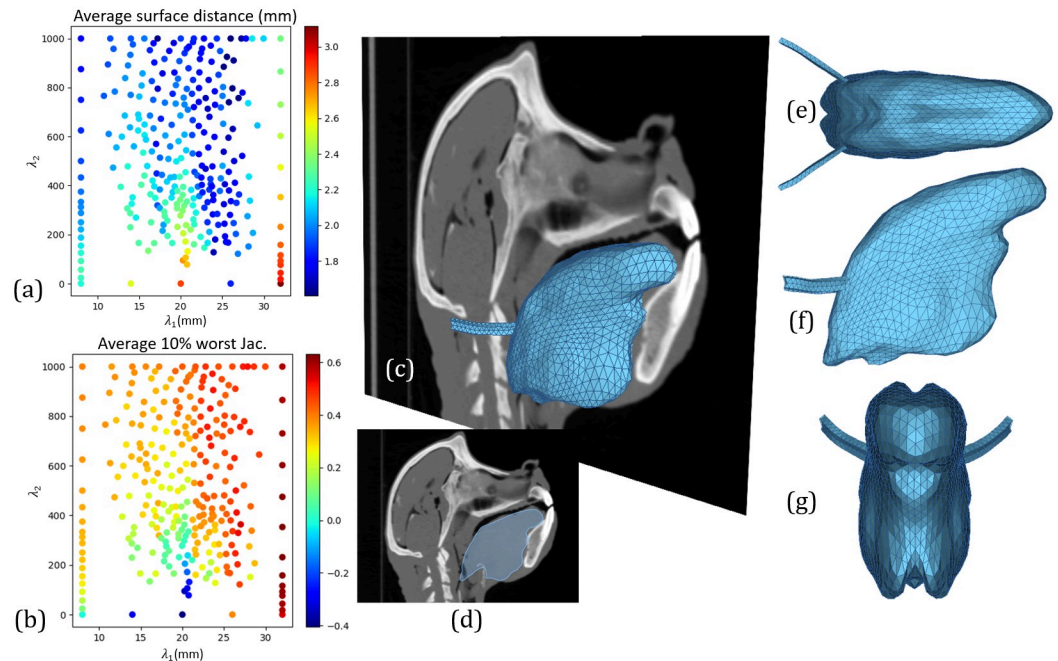 Average surface distance (mm)
1000
800
600
400
200
0
λ₂
10
15
20
25
30
λ₁(mm)
3.0
2.8
2.6
2.4
2.2
2.0
1.8
(a)
Average 10% worst Jac.
1000
800
600
400
200
0
λ₂
10
15
20
25
30
λ₁(mm)
0.6
0.4
0.2
0.0
−0.2
−0.4
(b)
(c)
(d)
(e)
(f)
(g)